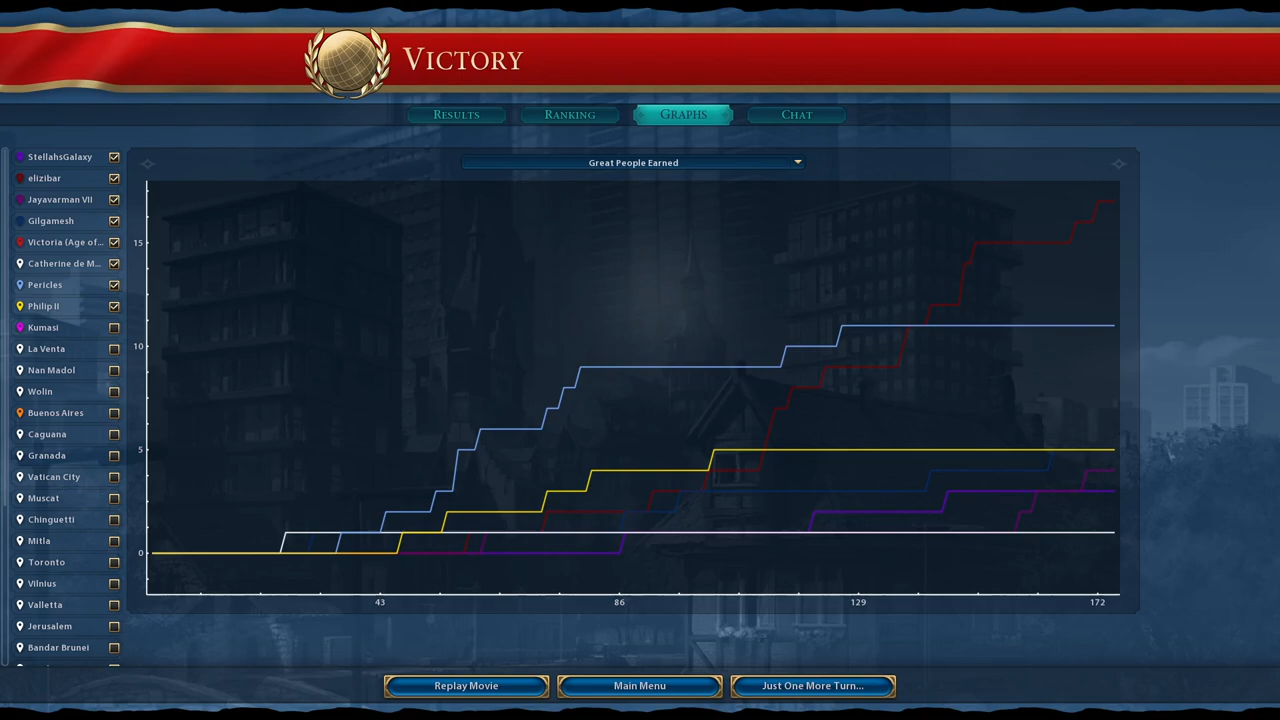 Victory
Results
Ranking
Graphs
Chat
StellahsGalaxy
elizibar
Jayavarman VII
Gilgamesh
Victoria (Age of...
Catherine de M...
Pericles
Philip II
Kumasi
La Venta
Nan Madol
Wolin
Buenos Aires
Caguana
Granada
Vatican City
Muscat
Chinguetti
Mitla
Toronto
Vilnius
Valletta
Jerusalem
Bandar Brunei
Great People Earned
15
10
5
0
43
86
129
172
Replay Movie
Main Menu
Just One More Turn...